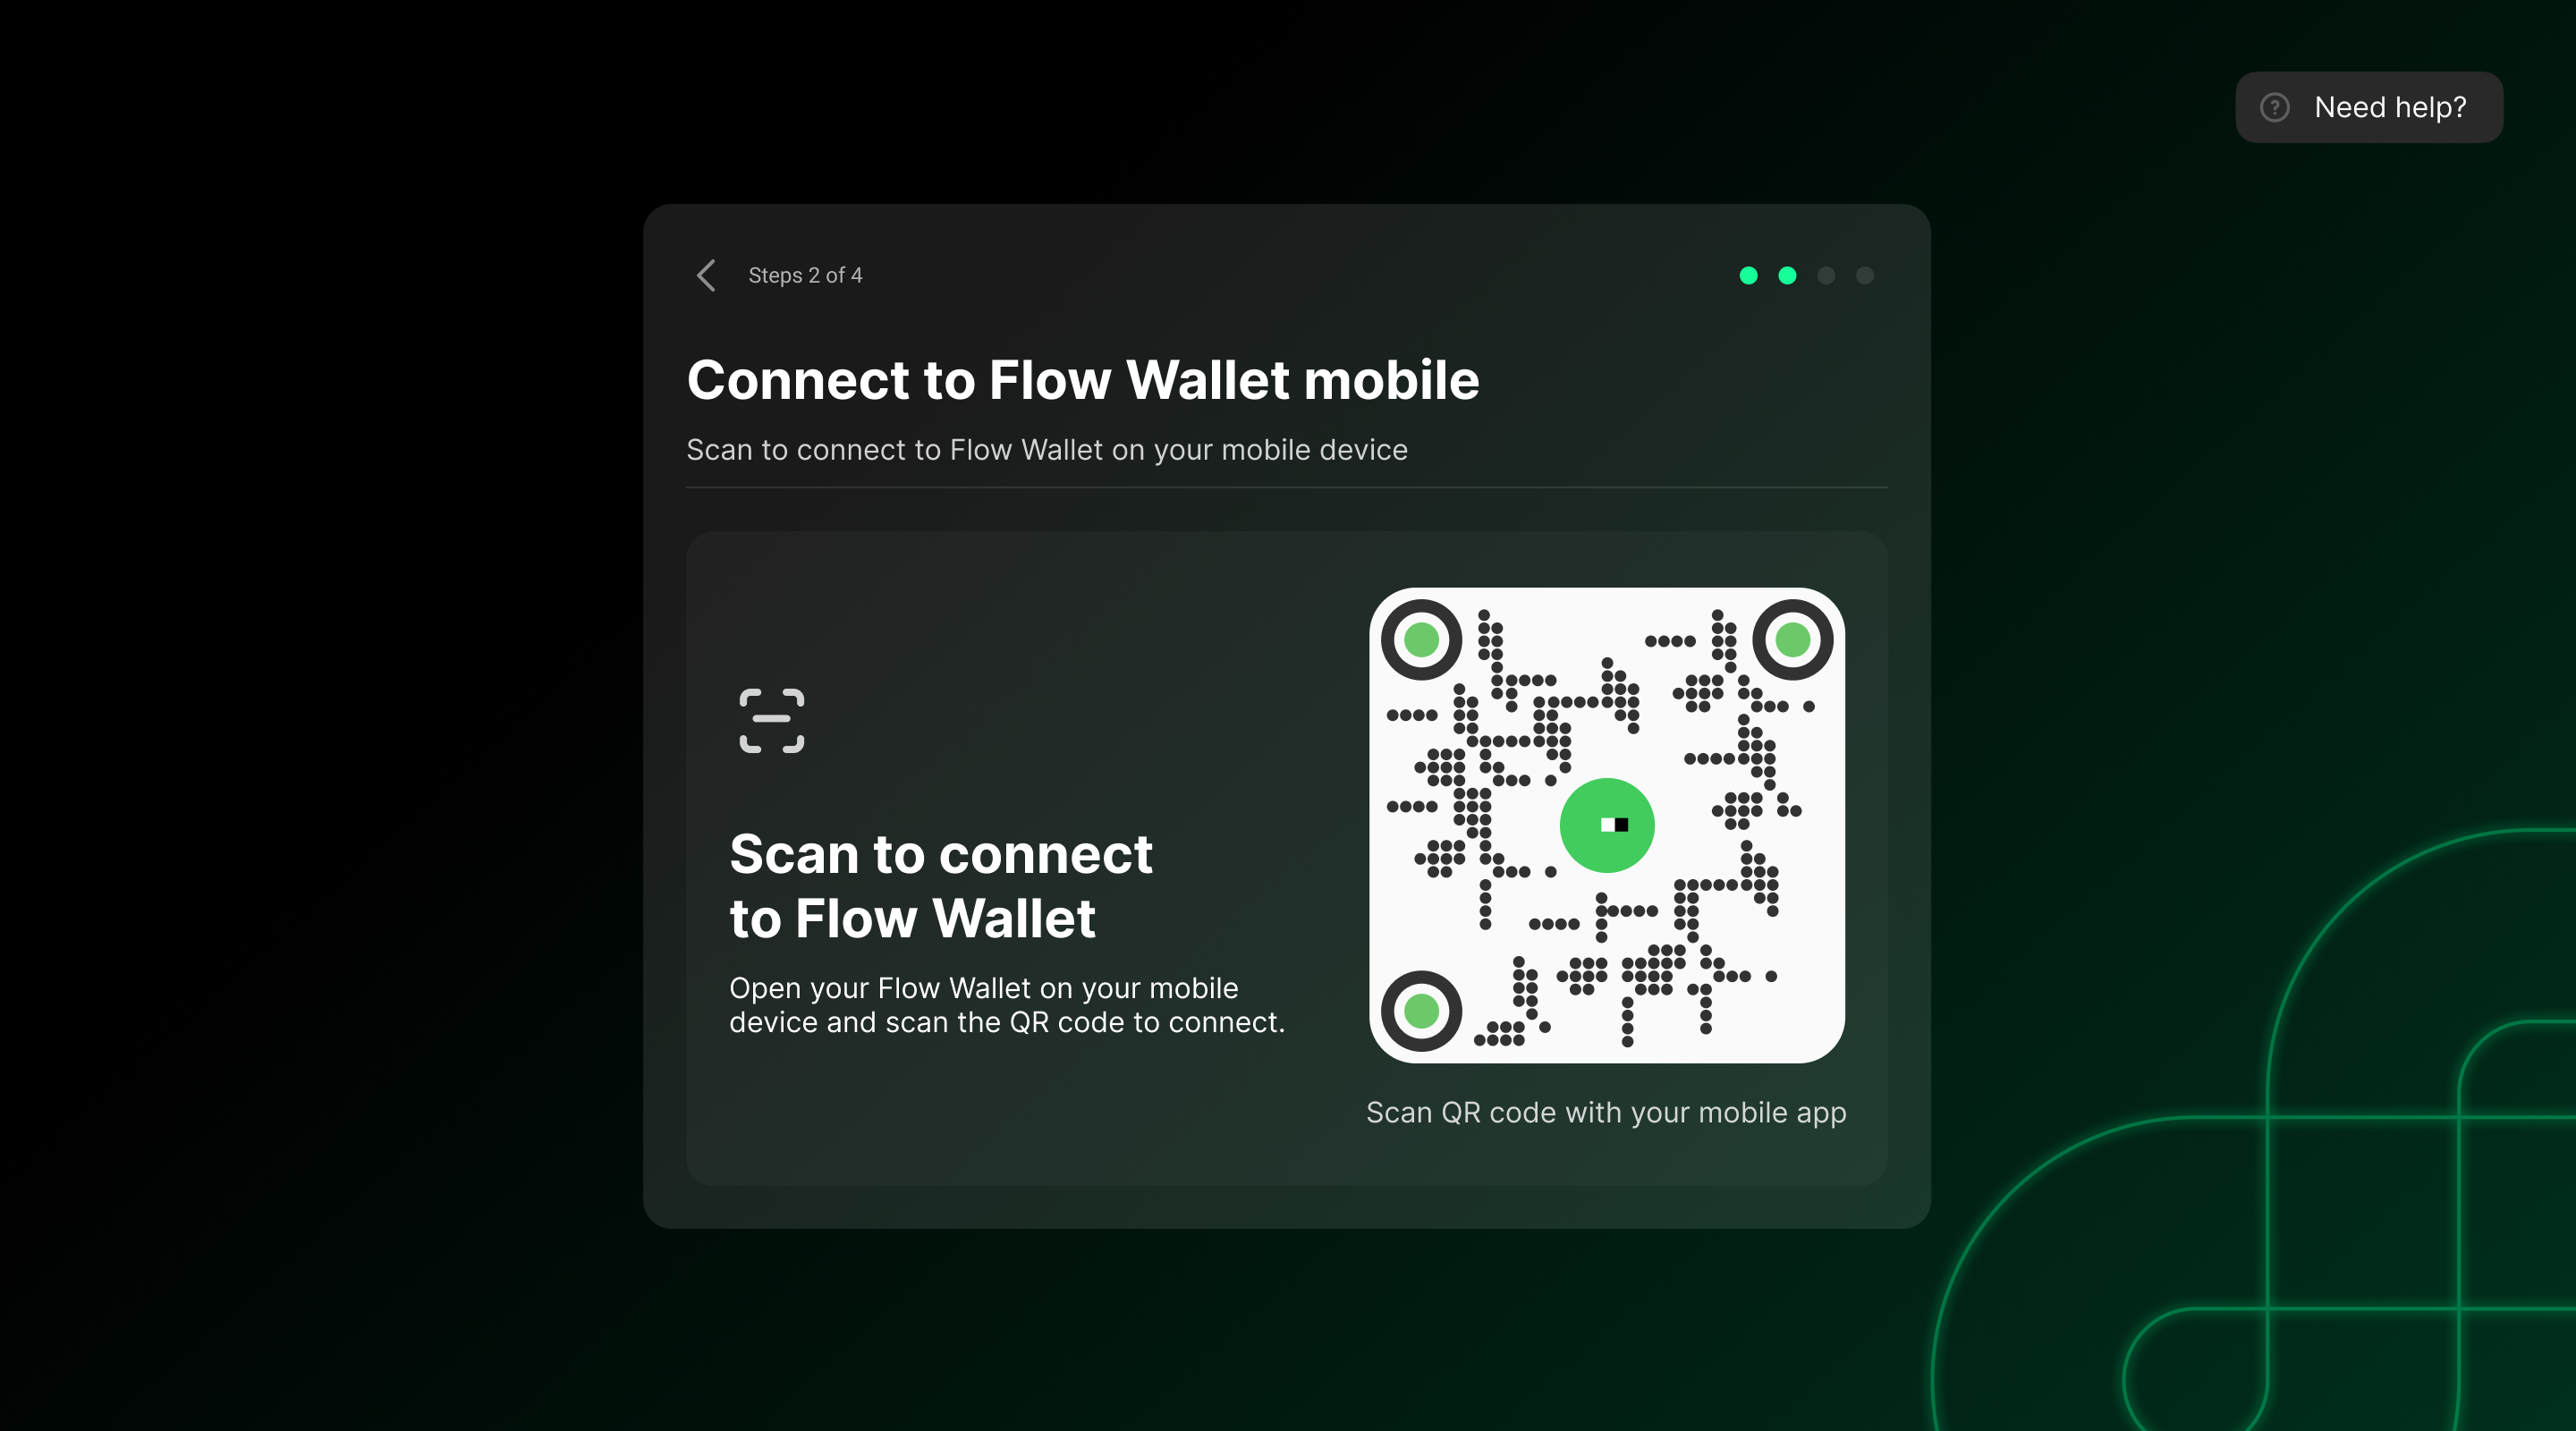 Need help?
Steps 2 of 4
Connect to Flow Wallet mobile
Scan to connect to Flow Wallet on your mobile device
Scan to connect
to Flow Wallet
Open your Flow Wallet on your mobile
device and scan the QR code to connect.
Scan QR code with your mobile app